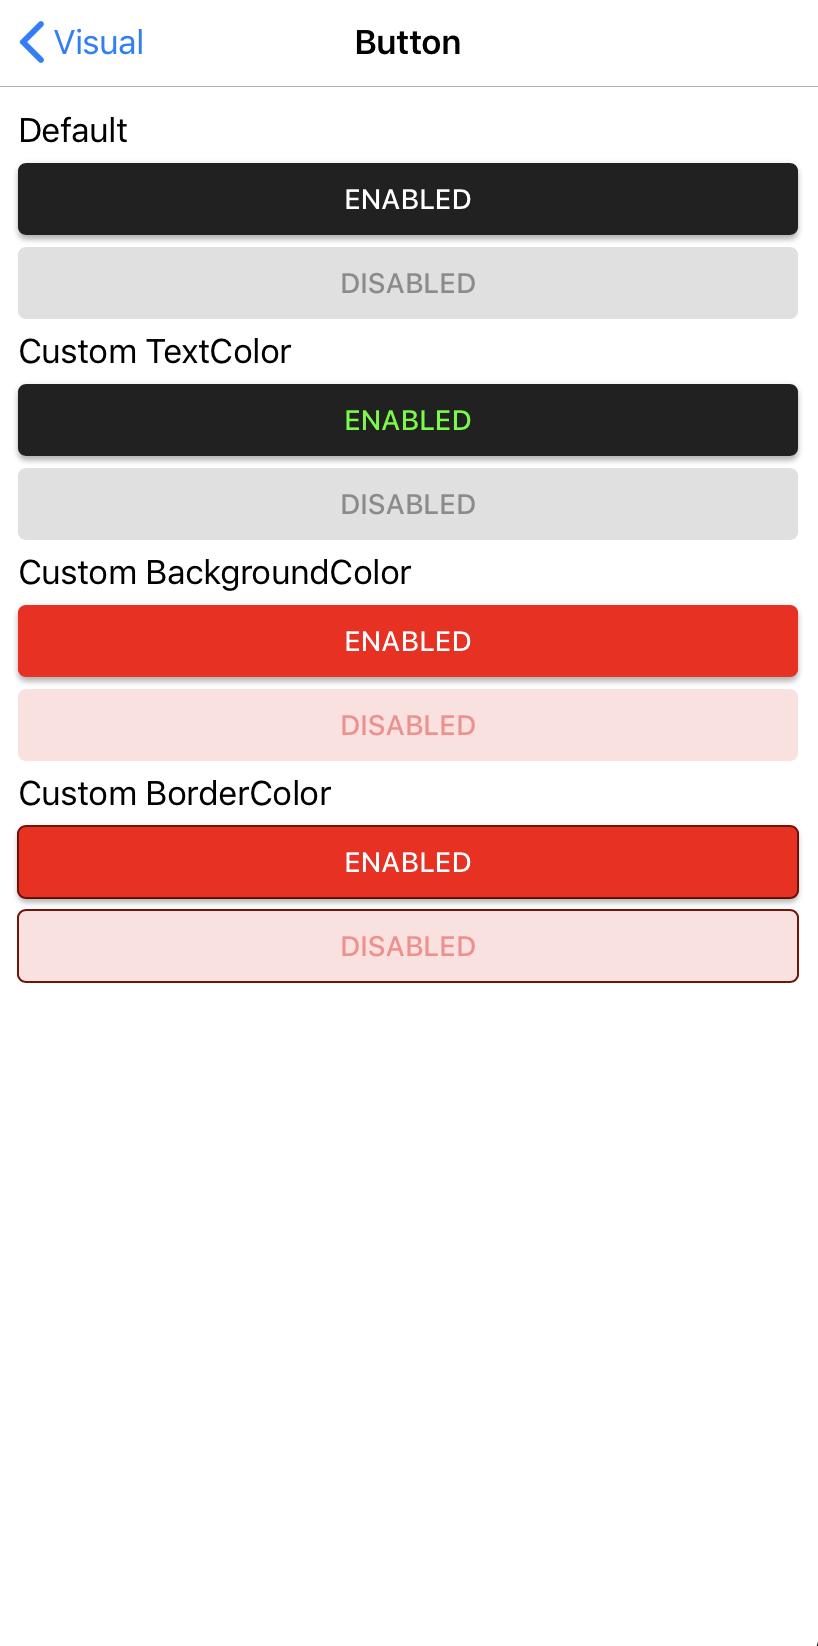 Visual Button
Default
ENABLED
DISABLED
Custom TextColor
ENABLED
DISABLED
Custom BackgroundColor
ENABLED
DISABLED
Custom BorderColor
ENABLED
DISABLED